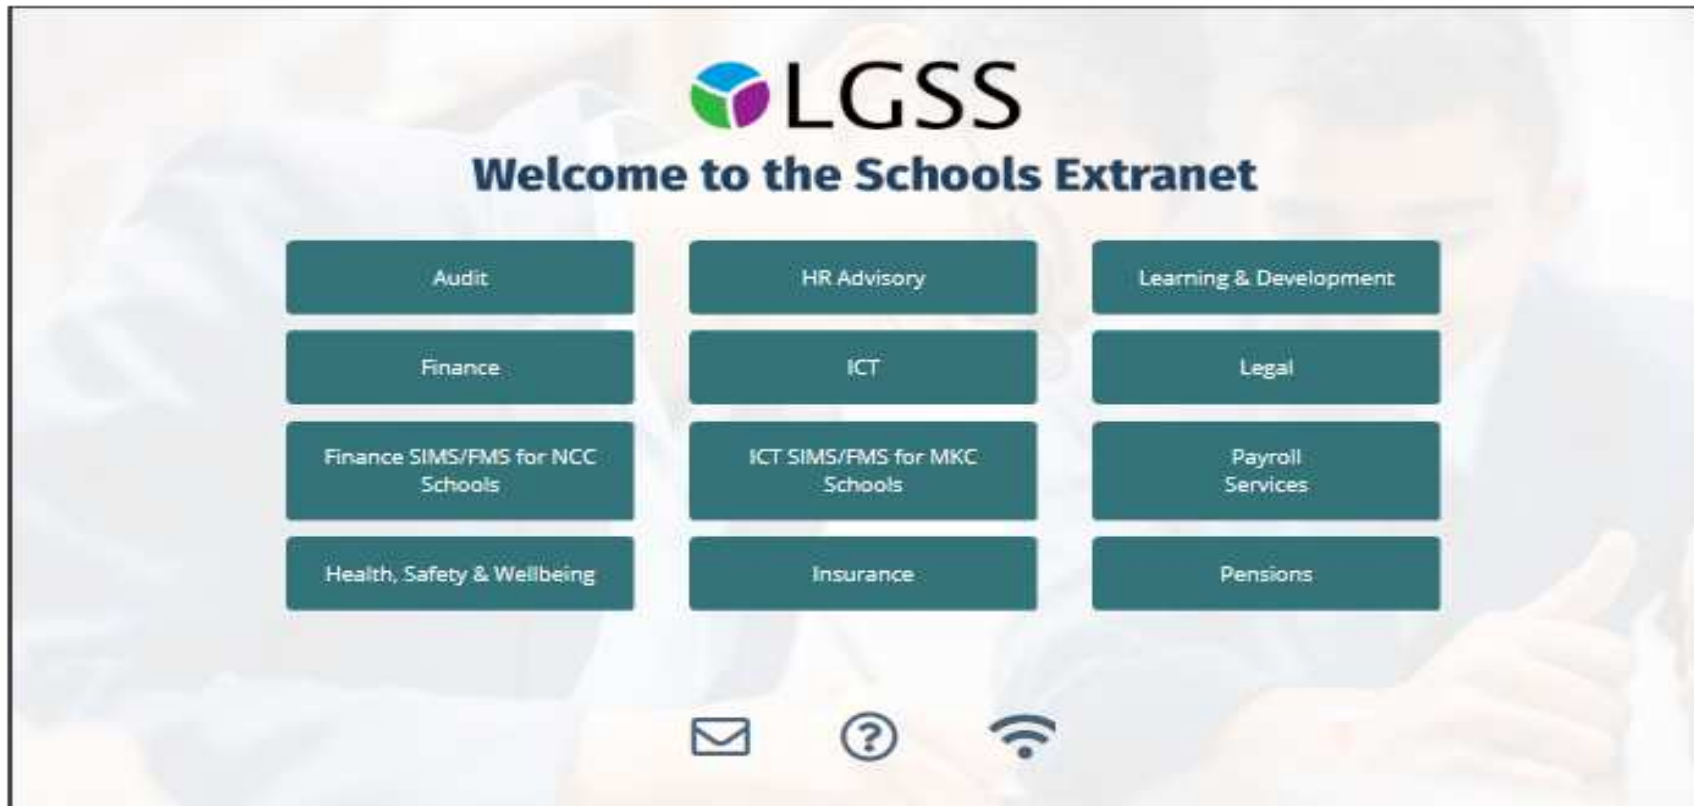 LGSS
Welcome to the Schools Extranet
Audit
HR Advisory
Learning & Development
Finance
ICT
Legal
Finance SIMS/FMS for NCC
Schools
ICT SIMS/FMS for MKC
Schools
Payroll
Services
Health, Safety & Wellbeing
Insurance
Pensions